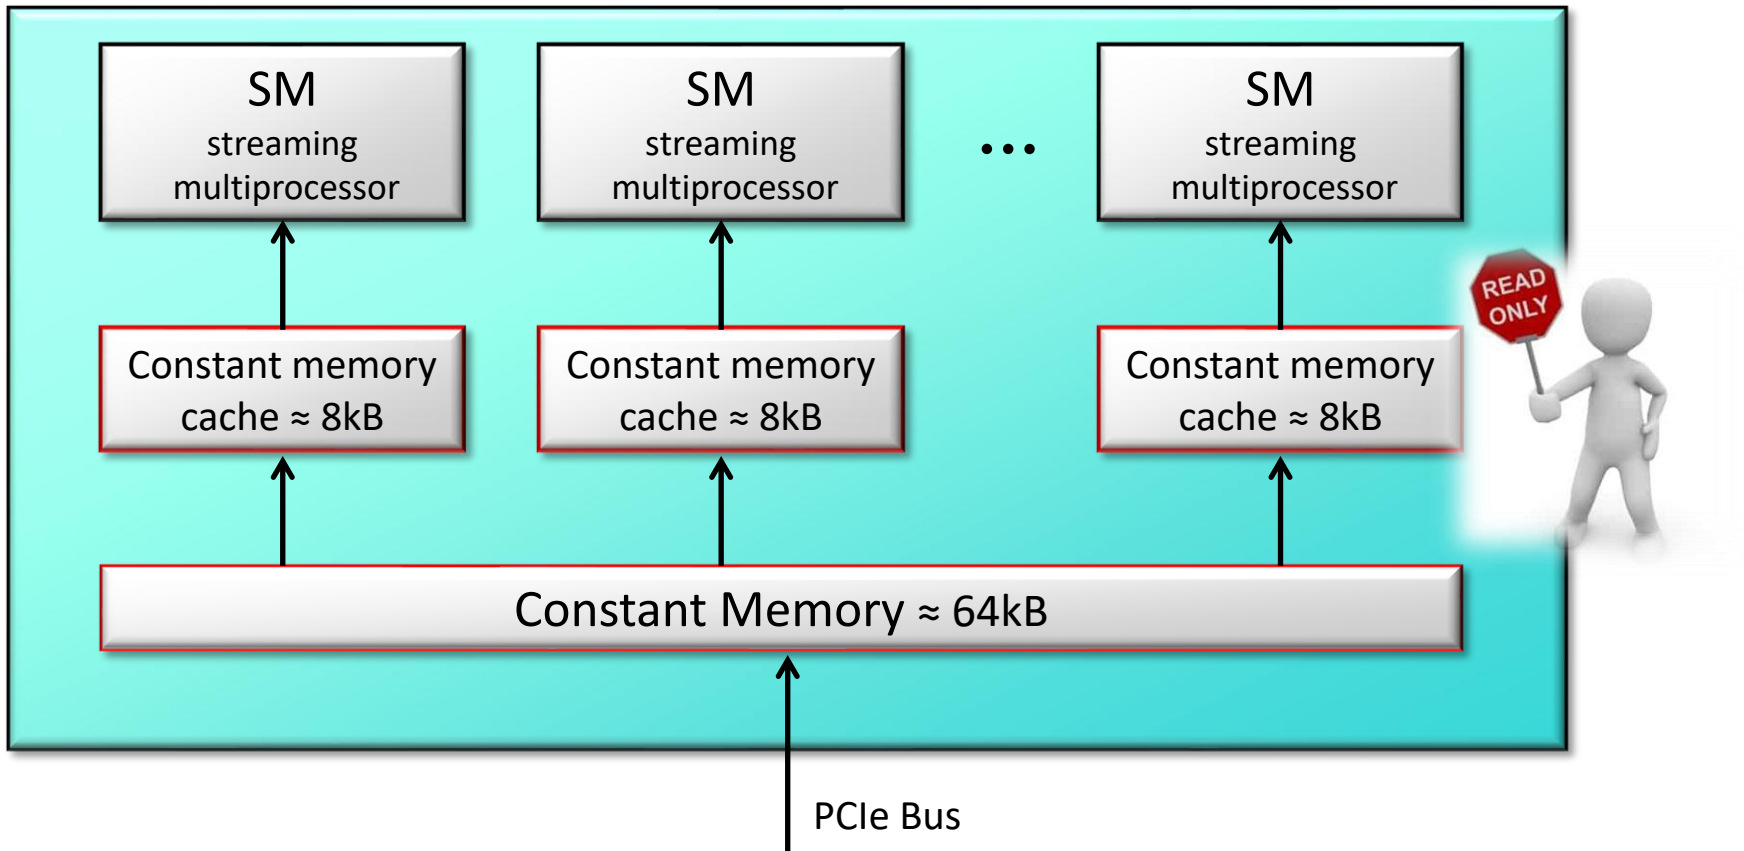 SM
streaming
multiprocessor
SM
streaming
multiprocessor
...
SM
streaming
multiprocessor
READ
ONLY
Constant memory
cache ≈ 8kB
Constant memory
cache ≈ 8kB
Constant memory
cache ≈ 8kB
Constant Memory ≈ 64kB
PCIe Bus